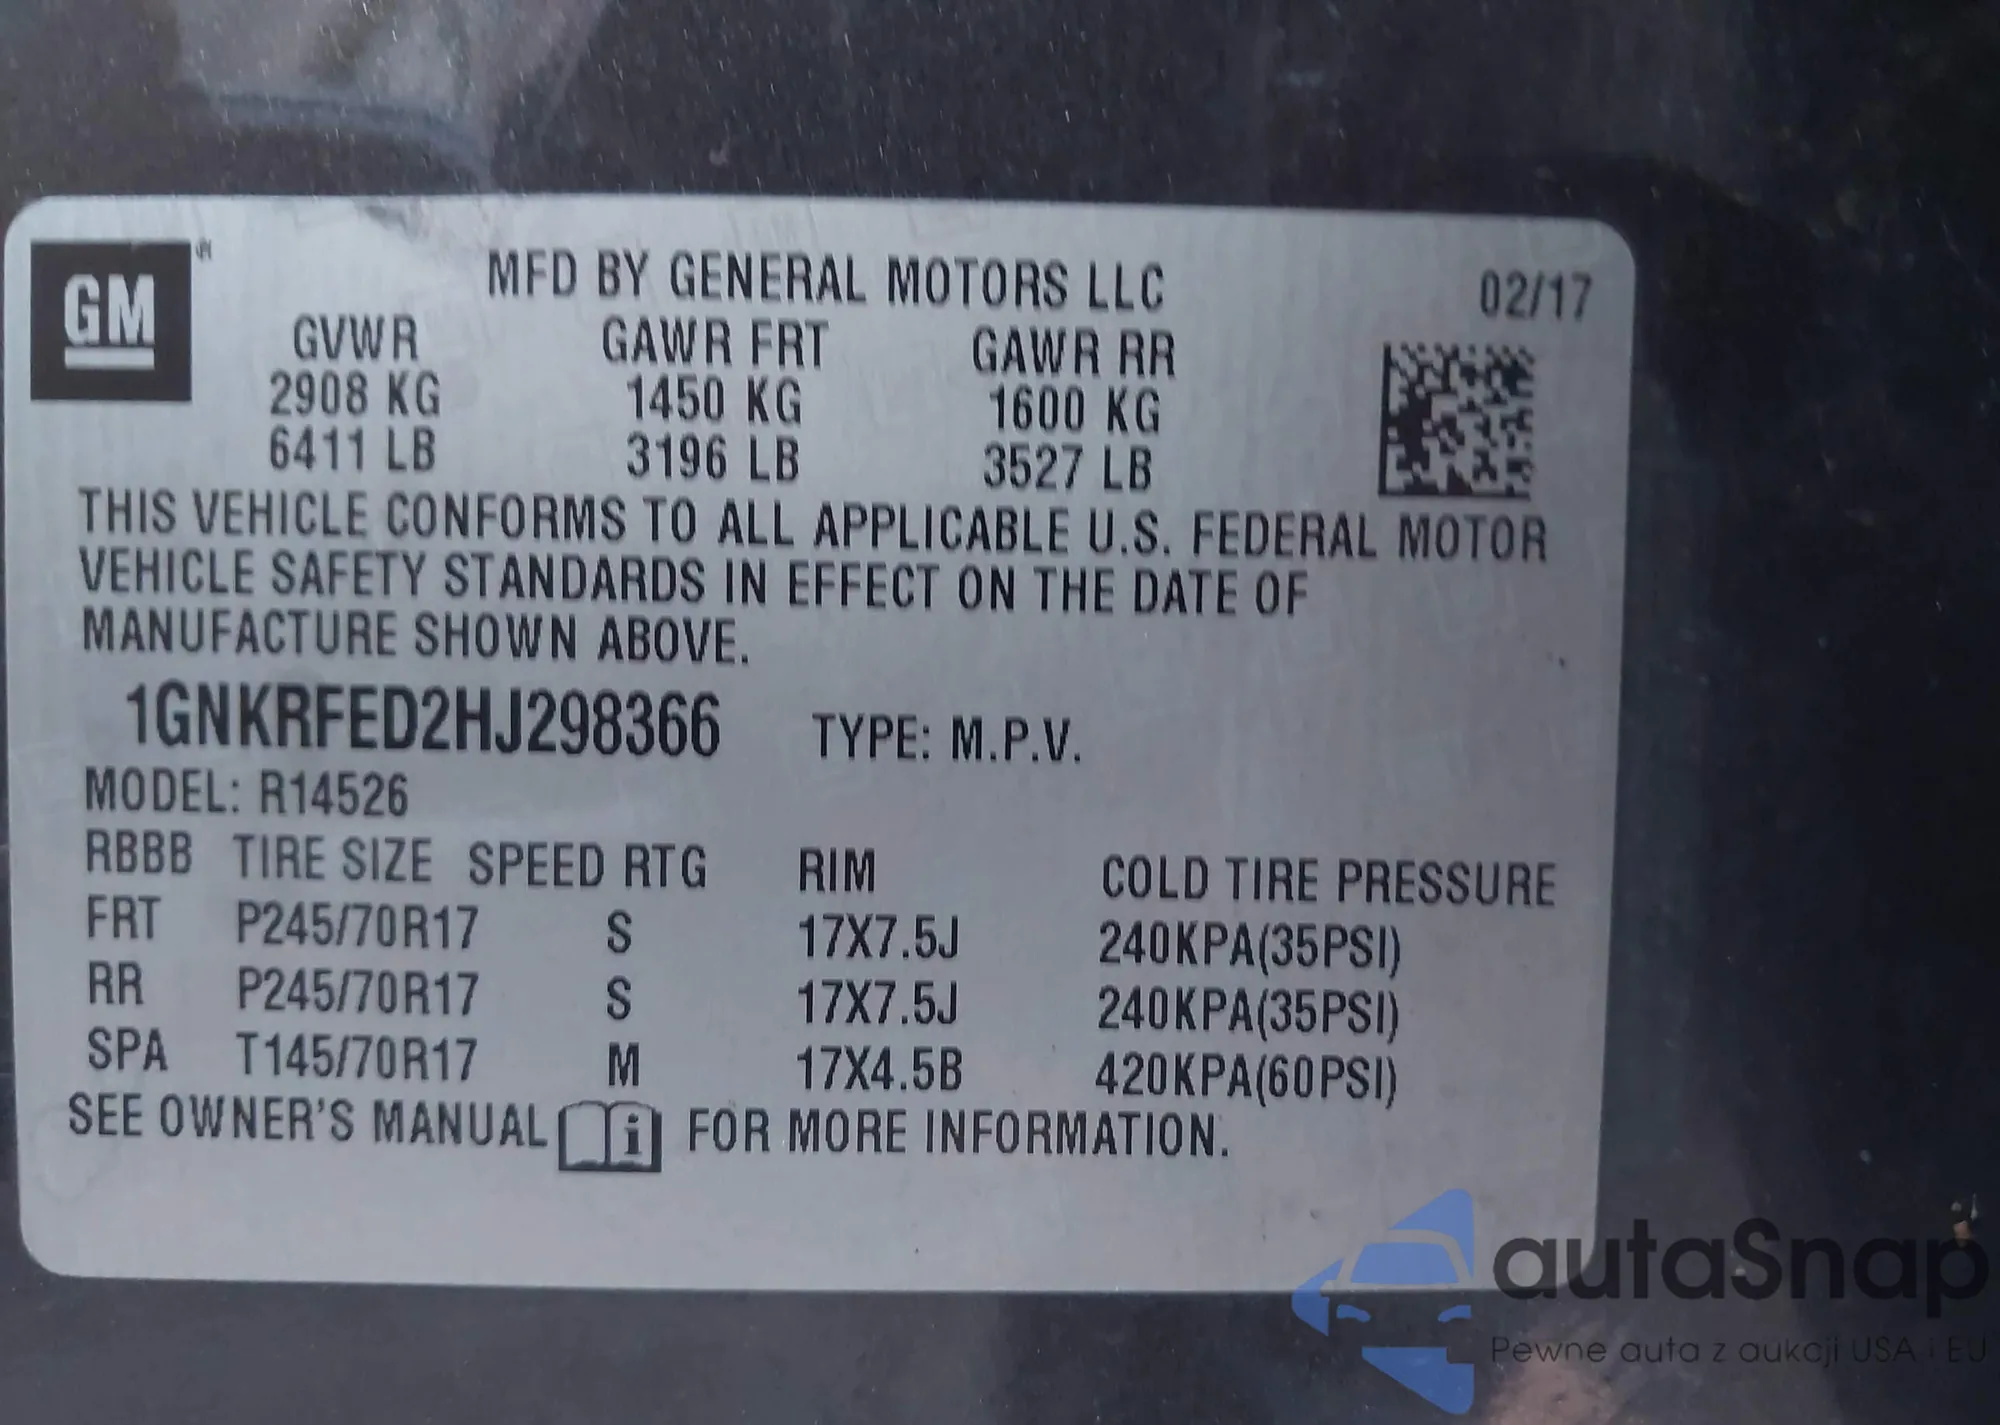 GM
MFD BY GENERAL MOTORS LLC 02/17
GVWR GAWR FRT GAWR RR
2908 KG 1450 KG 1600 KG
6411 LB 3196 LB 3527 LB
THIS VEHICLE CONFORMS TO ALL APPLICABLE U.S. FEDERAL MOTOR
VEHICLE SAFETY STANDARDS IN EFFECT ON THE DATE OF
MANUFACTURE SHOWN ABOVE.
1GNKRFED2HJ298366 TYPE: M.P.V.
MODEL: R14526
RBBB TIRE SIZE SPEED RTG RIM COLD TIRE PRESSURE
FRT P245/70R17 S 17X7.5J 240KPA(35PSI)
RR P245/70R17 S 17X7.5J 240KPA(35PSI)
SPA T145/70R17 M 17X4.5B 420KPA(60PSI)
SEE OWNER'S MANUAL i FOR MORE INFORMATION.
autaSnap
Pewne auta z aukcji USA i EU